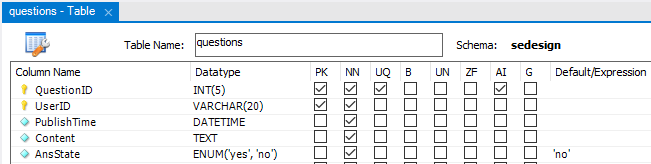 questions - Table
Table Name: questions Schema: sedesign
Column Name Datatype PK NN UQ B UN ZF AI G Default/Expression
QuestionID INT(5)
UserID VARCHAR(20)
PublishTime DATETIME
Content TEXT
AnsState ENUM('yes', 'no') 'no'